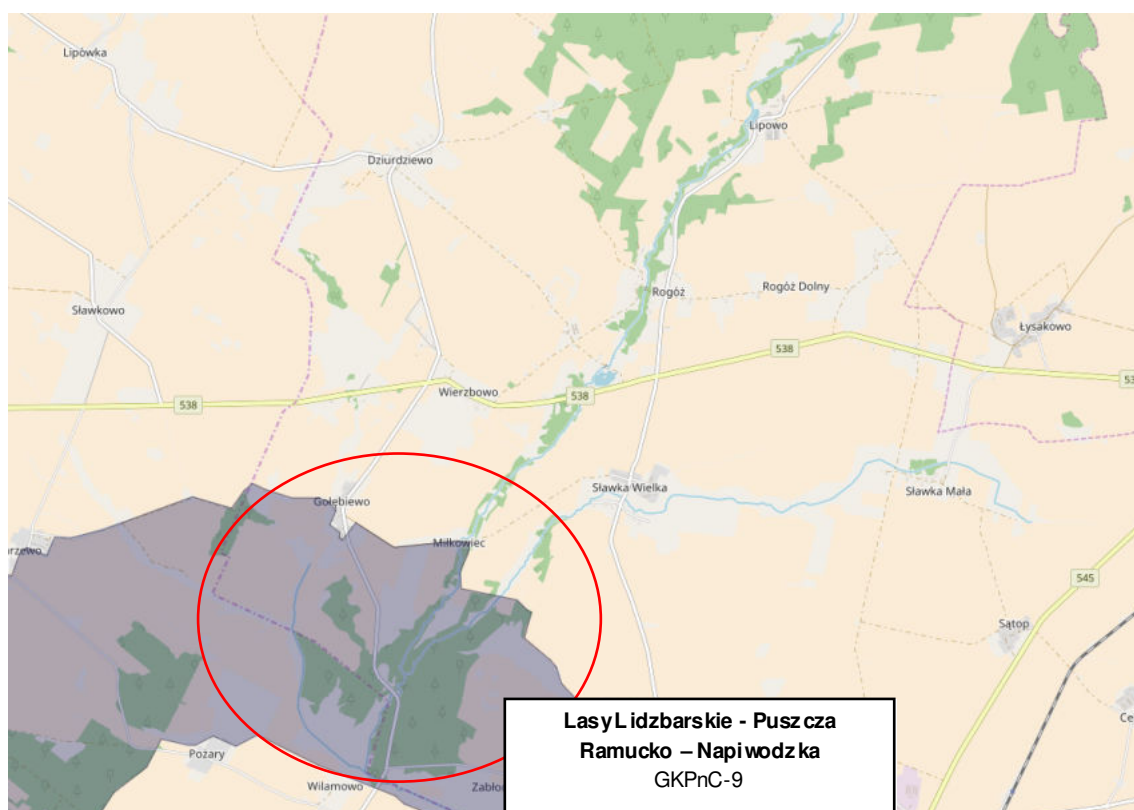 Lipówka
Lipowo
Dziurdziewo
Rogóż Dolny
Rogóż
Sławkowo
Łysakowo
538
Wierzbowo
538
538
Sławka Wielka
Sławka Mała
Gołębiewo
Miłkowiec
545
Sątop
Pożary
Wilamowo
Lasy Lidzbarskie - Puszcza
Ramucko – Napiwodzka
GKPnC-9